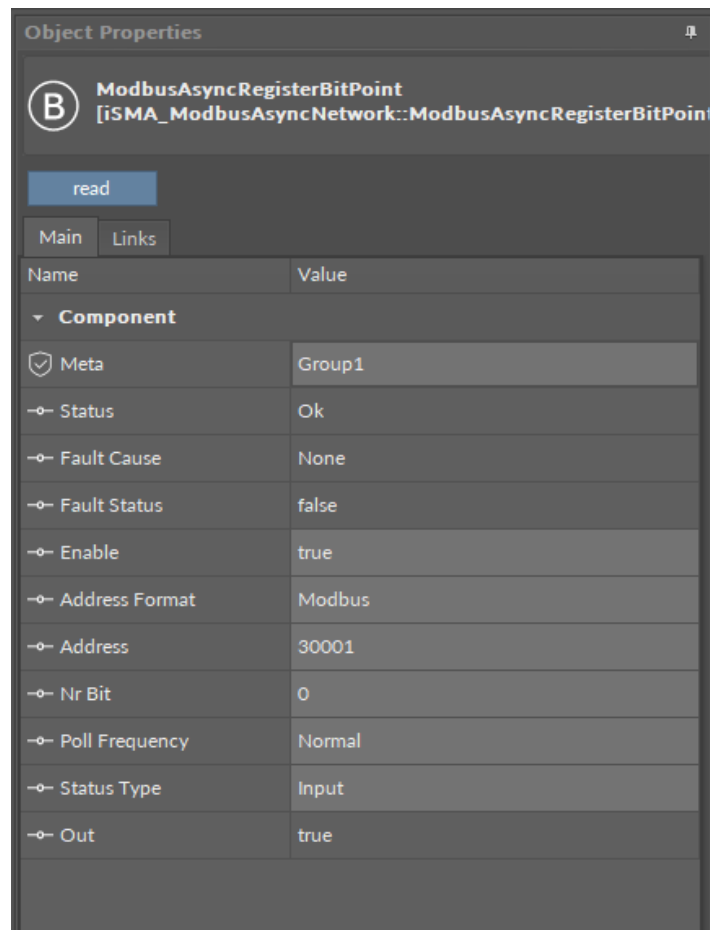 Object Properties
B
ModbusAsyncRegisterBitPoint
[iSMA_ModbusAsyncNetwork::ModbusAsyncRegisterBitPoint
read
Main Links
Name Value
Component
Meta Group1
Status Ok
Fault Cause None
Fault Status false
Enable true
Address Format Modbus
Address 30001
Nr Bit 0
Poll Frequency Normal
Status Type Input
Out true